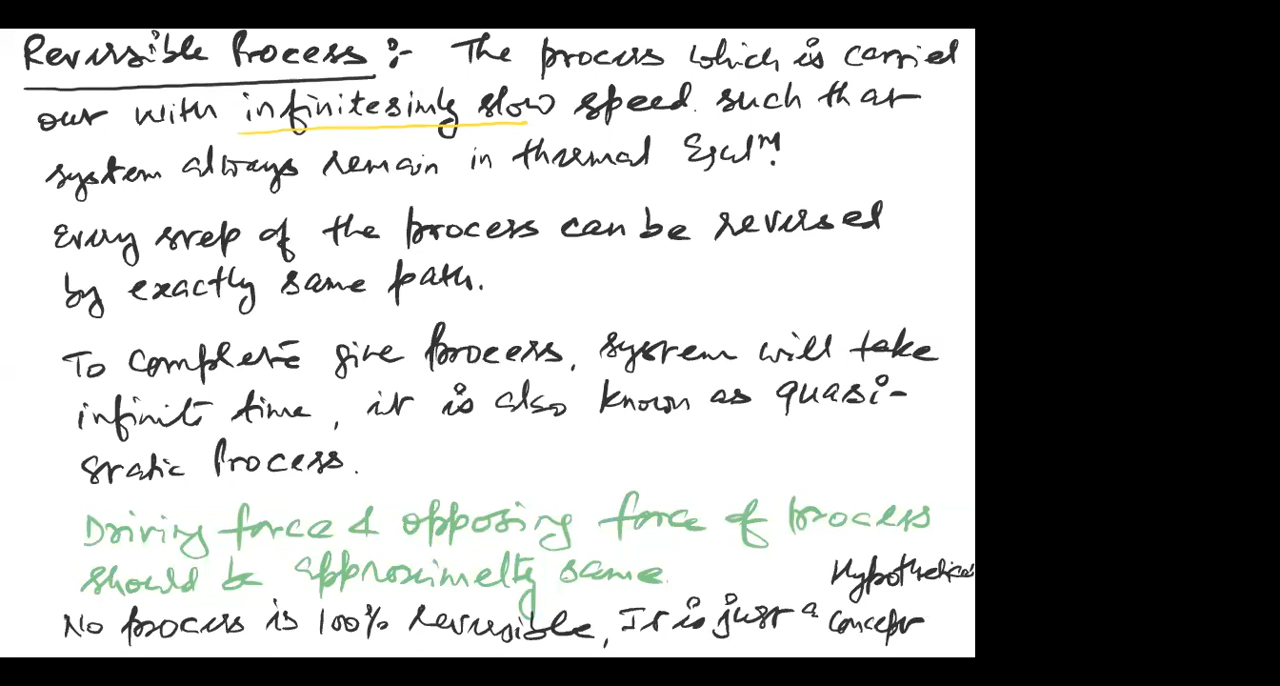 Reversible Process :- The process which is carried
out with infinitesimly slow speed. such that
system always remain in thermal Eqlm.
Every step of the process can be reversed
by exactly same path.
To complete give process, system will take
infinite time, it is also known as quasi-
static Process.
Driving force & opposing force of process
should be approximelty same.
Hypothetical
No process is 100% reversible, It is just a concept